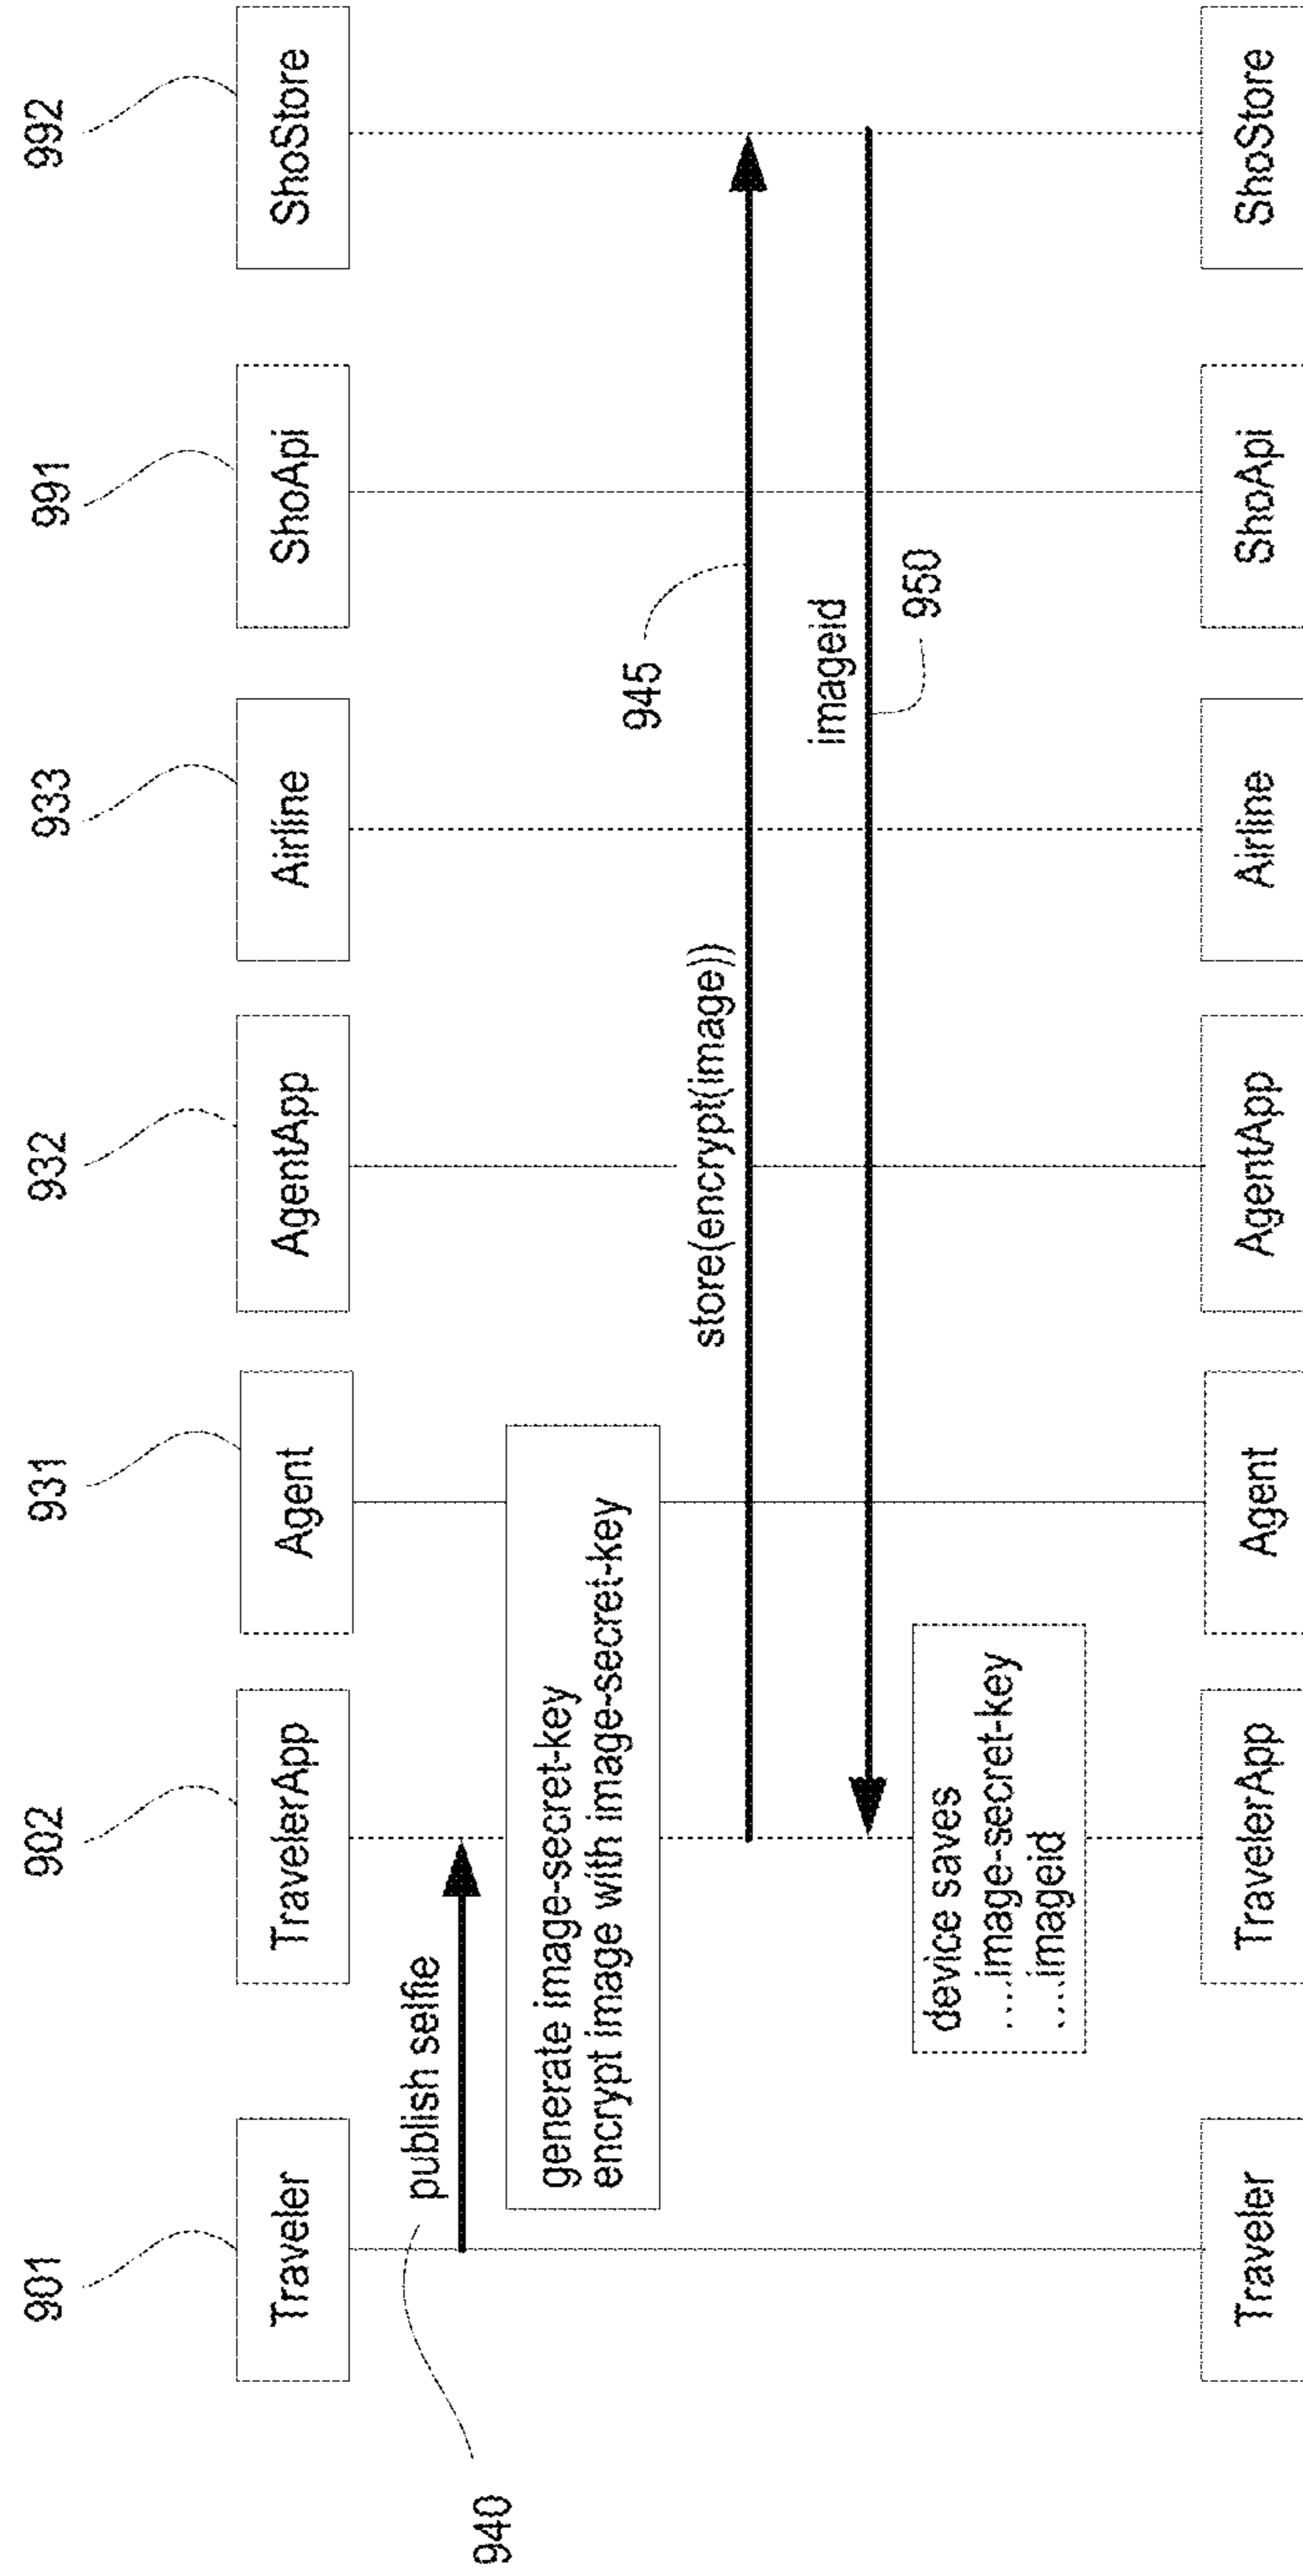 901
902
931
932
933
991
992
Traveler
TravelerApp
Agent
AgentApp
Airline
ShoApi
ShoStore
publish selfie
940
generate image-secret-key
encrypt image with image-secret-key
store(encrypt(image))
945
imageid
950
device saves
....image-secret-key
....imageid
Traveler
TravelerApp
Agent
AgentApp
Airline
ShoApi
ShoStore